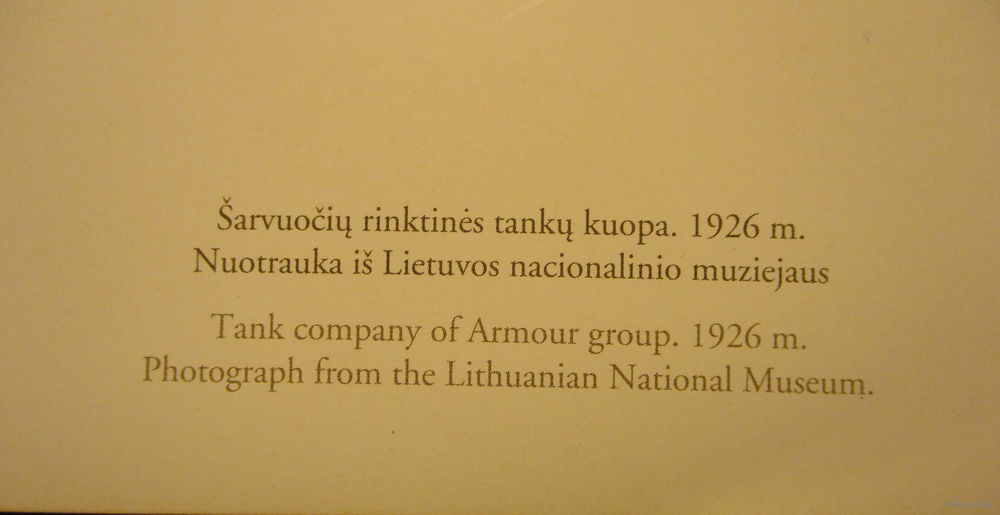 Šarvuočių rinktinės tankų kuopa. 1926 m.
Nuotrauka iš Lietuvos nacionalinio muziejaus
Tank company of Armour group. 1926 m.
Photograph from the Lithuanian National Museum.